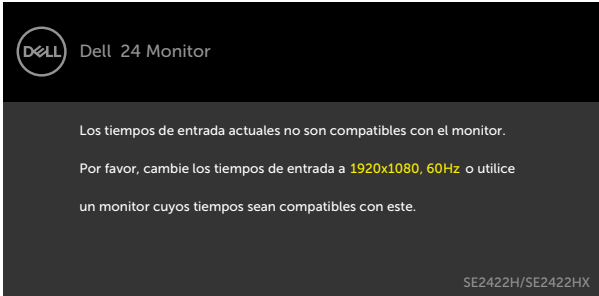 DELL
Dell 24 Monitor
Los tiempos de entrada actuales no son compatibles con el monitor.
Por favor, cambie los tiempos de entrada a 1920x1080, 60Hz o utilice
un monitor cuyos tiempos sean compatibles con este.
SE2422H/SE2422HX